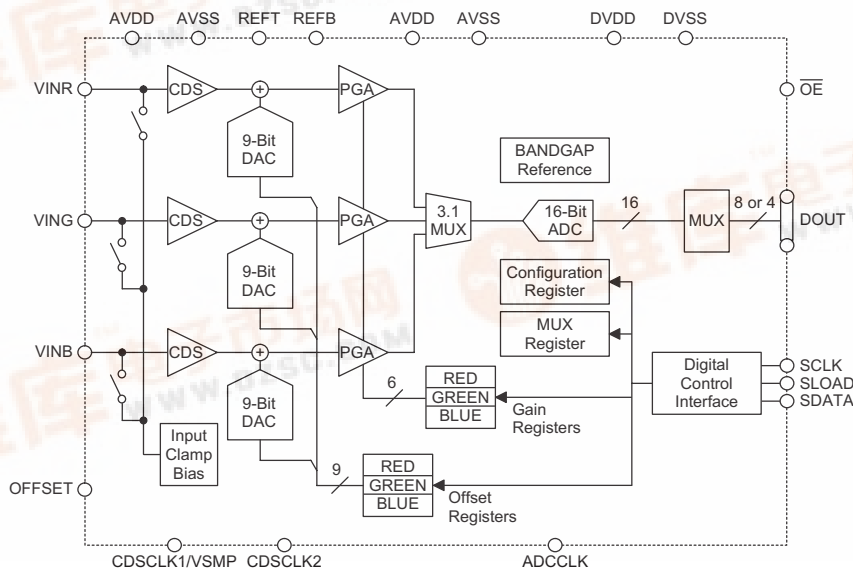 AVDD AVSS REFT REFB AVDD AVSS DVDD DVSS
VINR
CDS
+
PGA
OE
9-Bit
DAC
BANDGAP
Reference
VING
CDS
+
PGA
3.1
MUX
16-Bit
ADC
16
MUX
8 or 4
DOUT
9-Bit
DAC
Configuration
Register
MUX
Register
VINB
CDS
+
PGA
Digital
Control
Interface
SCLK
SLOAD
SDATA
9-Bit
DAC
6
RED
GREEN
BLUE
Gain
Registers
Input
Clamp
Bias
9
RED
GREEN
BLUE
Offset
Registers
OFFSET
CDSCLK1/VSMP CDSCLK2 ADCCLK